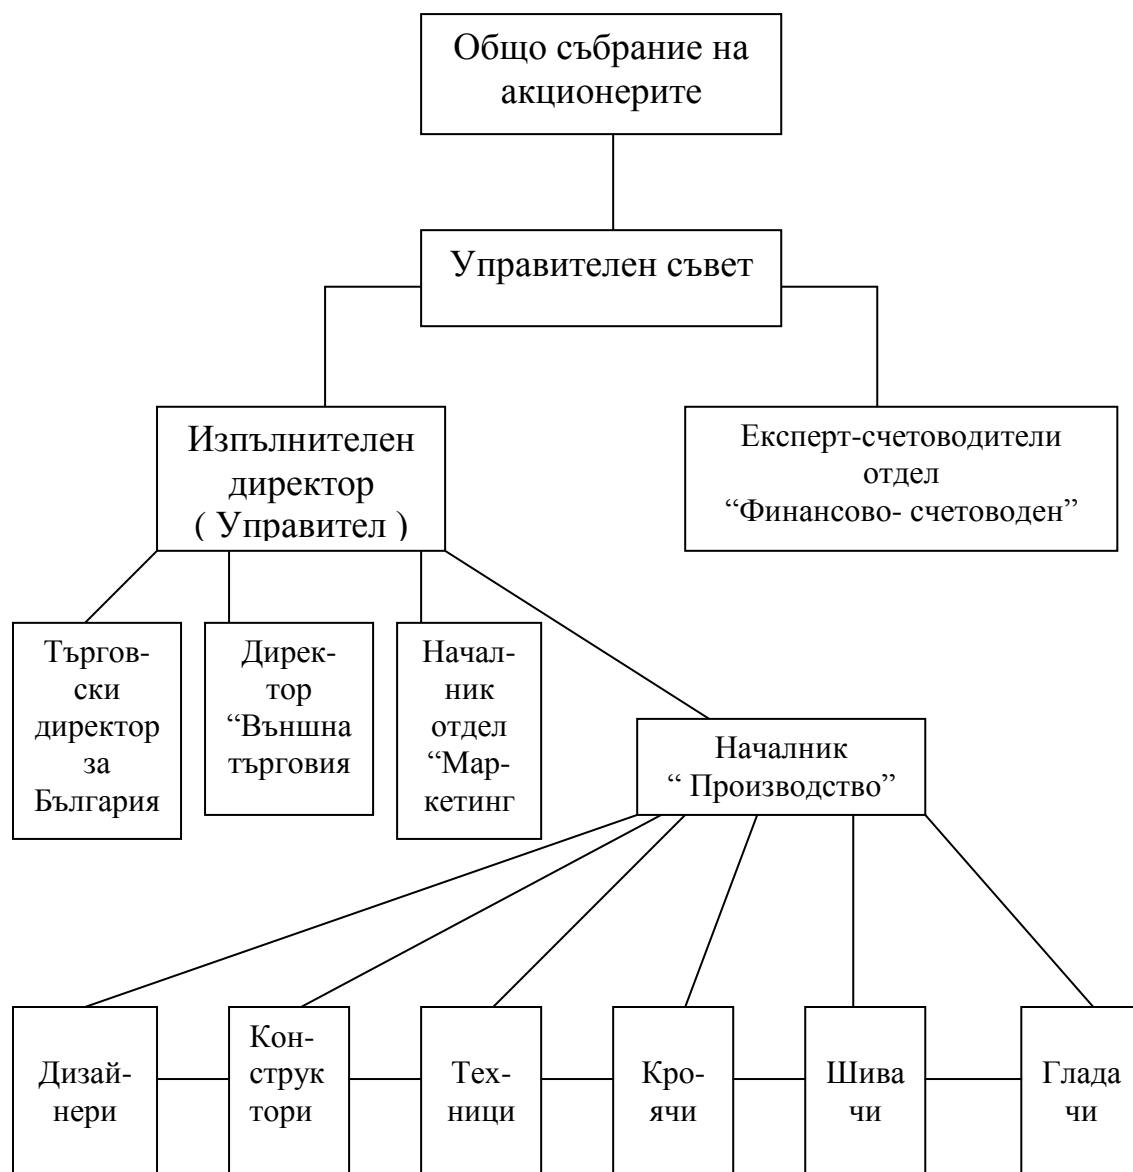 Общо събрание на
акционерите
Управителен съвет
Изпълнителен
директор
( Управител )
Експерт-счетоводители
отдел
“Финансово- счетоводен”
Търгов-
ски
директор
за
България
Дирек-
тор
“Външна
търговия
Начал-
ник
отдел
“Мар-
кетинг
Началник
“ Производство”
Дизай-
нери
Кон-
струк
тори
Тех-
ници
Кро-
ячи
Шива
чи
Глада
чи